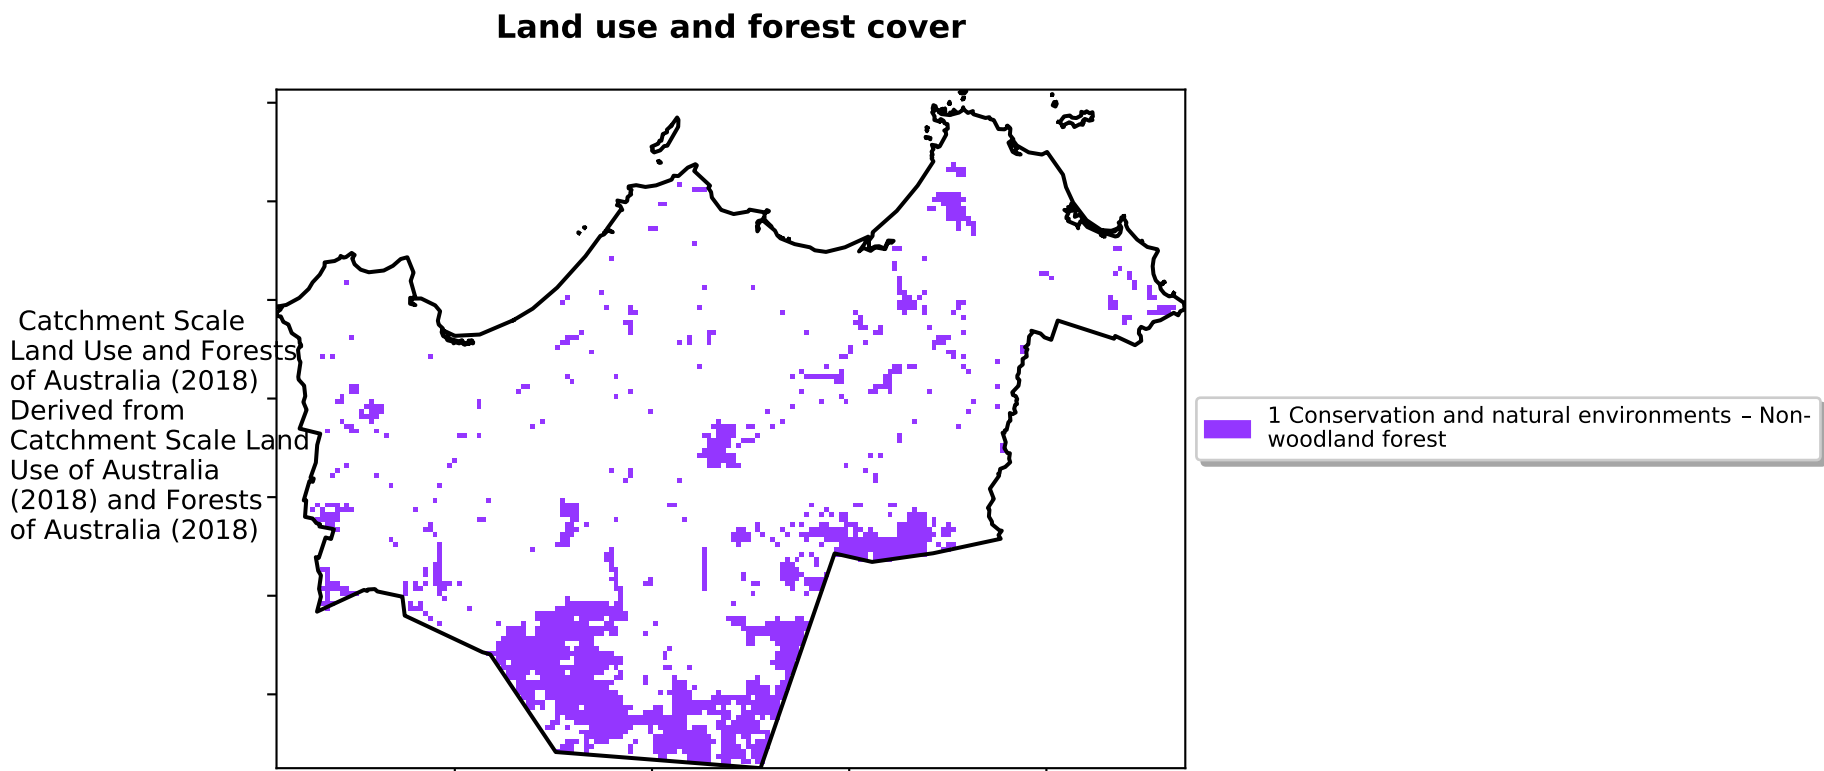 Land use and forest cover
Catchment Scale
Land Use and Forests
of Australia (2018)
Derived from
Catchment Scale Land
Use of Australia
(2018) and Forests
of Australia (2018)
1 Conservation and natural environments – Non-
woodland forest